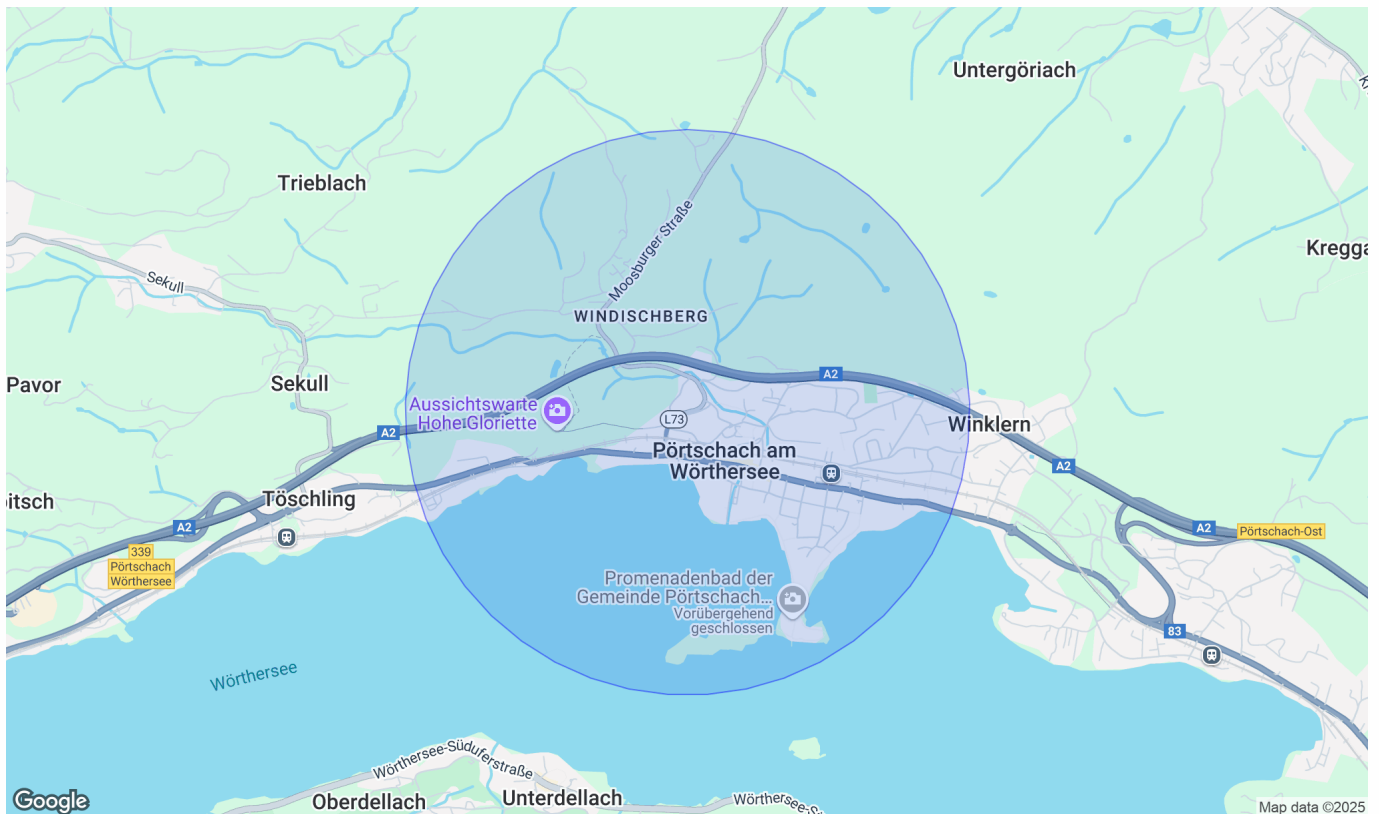 Untergöriach
Trieblach
Moosburger Straße
Kregga
Sekull
WINDISCHBERG
A2
Pavor
Sekull
Aussichtswarte
Hohe Gloriette
L73
Winklern
A2
Pörtschach am
Wörthersee
A2
itsch
Töschling
A2
A2
Pörtschach-Ost
339
Pörtschach
Wörthersee
Promenadenbad der
Gemeinde Pörtschach...
Vorübergehend
geschlossen
83
Wörthersee
Wörthersee-Süduferstraße
Oberdellach
Unterdellach
Wörthersee-Sü
Google
Map data ©2025